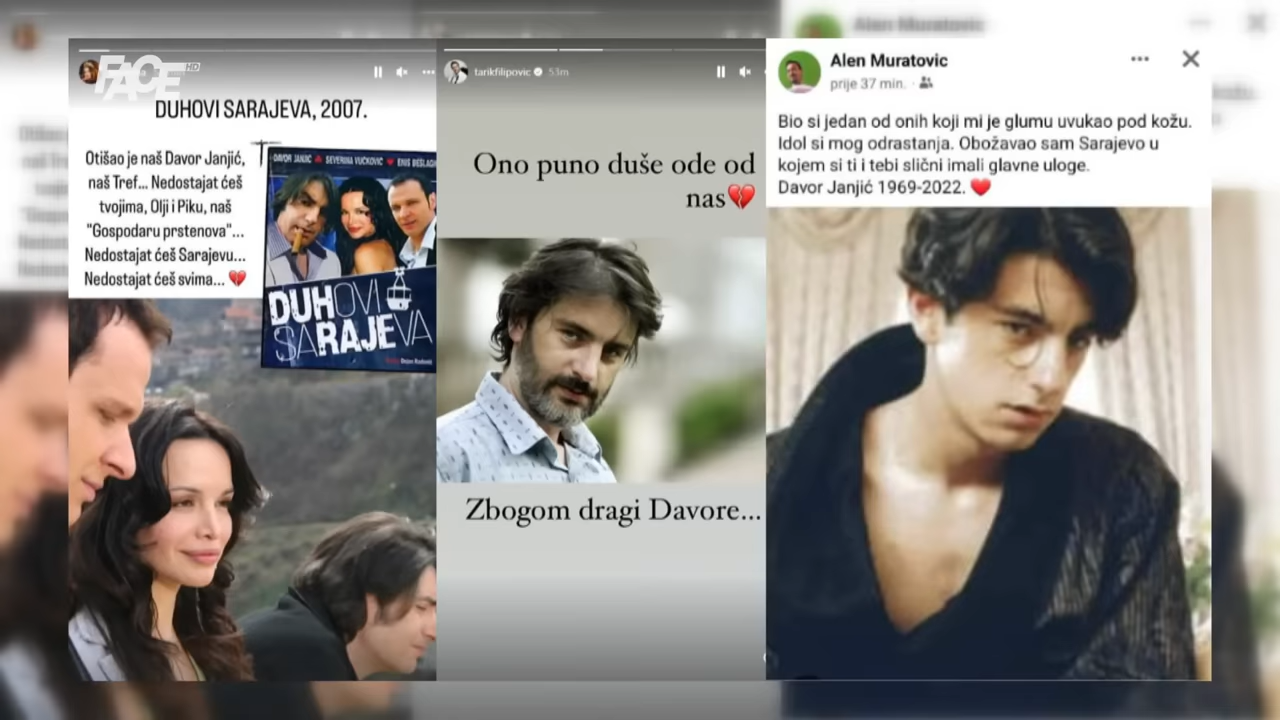 FACE HD
DUHOVI SARAJEVA, 2007.
Otišao je naš Davor Janjić,
naš Tref... Nedostajat ćeš
tvojima, Olji i Piku, naš
"Gospodaru prstenova"...
Nedostajat ćeš Sarajevu...
Nedostajat ćeš svima... 💔
DAVOR JANJIĆ SEVERINA VUČKOVIĆ ENIS BEŠLAGI
DUHOVI
SARAJEVA
tarikfilipovic 53m
Ono puno duše ode od
nas💔
Zbogom dragi Davore...
Alen Muratovic
Alen Muratovic
prije 37 min.
Bio si jedan od onih koji mi je glumu uvukao pod kožu.
Idol si mog odrastanja. Obožavao sam Sarajevo u
kojem si ti i tebi slični imali glavne uloge.
Davor Janjić 1969-2022. ❤️